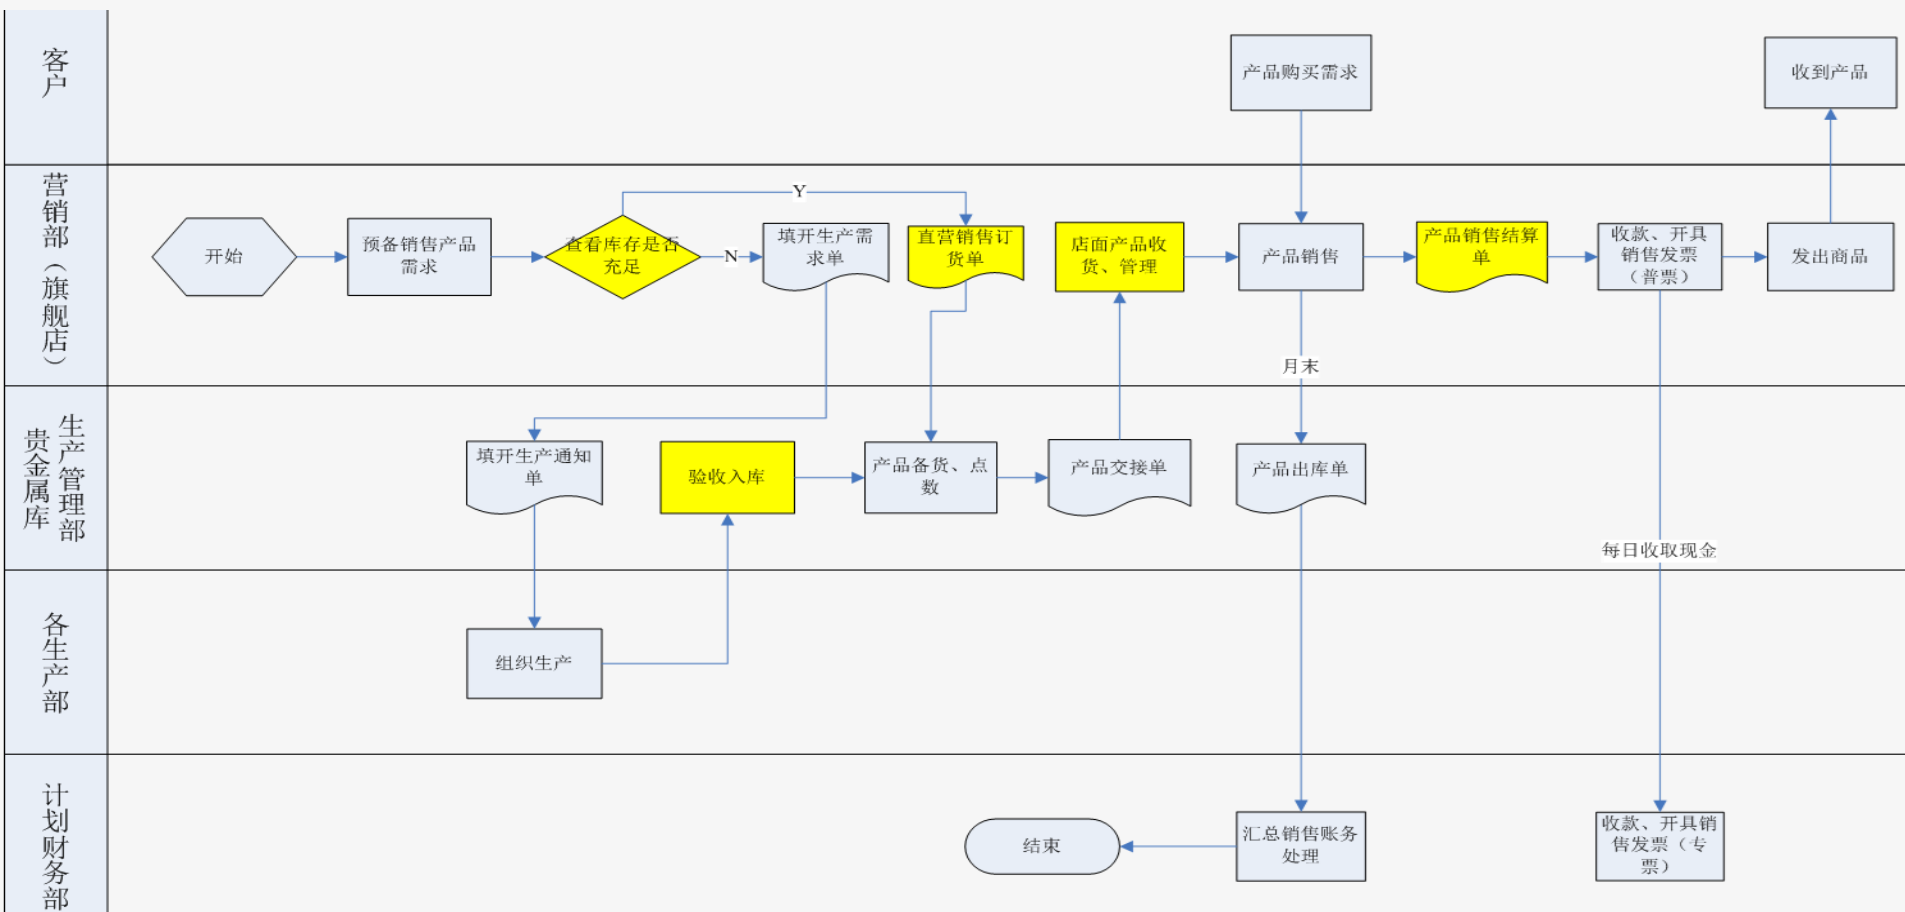 客户
产品购买需求
收到产品
营销部（旗舰店）
开始
预备销售产品
需求
查看库存是否
充足
Y
N
填开生产需
求单
直营销售订
货单
店面产品收
货、管理
产品销售
产品销售结算
单
收款、开具
销售发票
（普票）
发出商品
月末
生产管理部
贵金属库
填开生产通知
单
验收入库
产品备货、点
数
产品交接单
产品出库单
每日收取现金
各生产部
组织生产
计划财务部
结束
汇总销售账务
处理
收款、开具销
售发票（专
票）